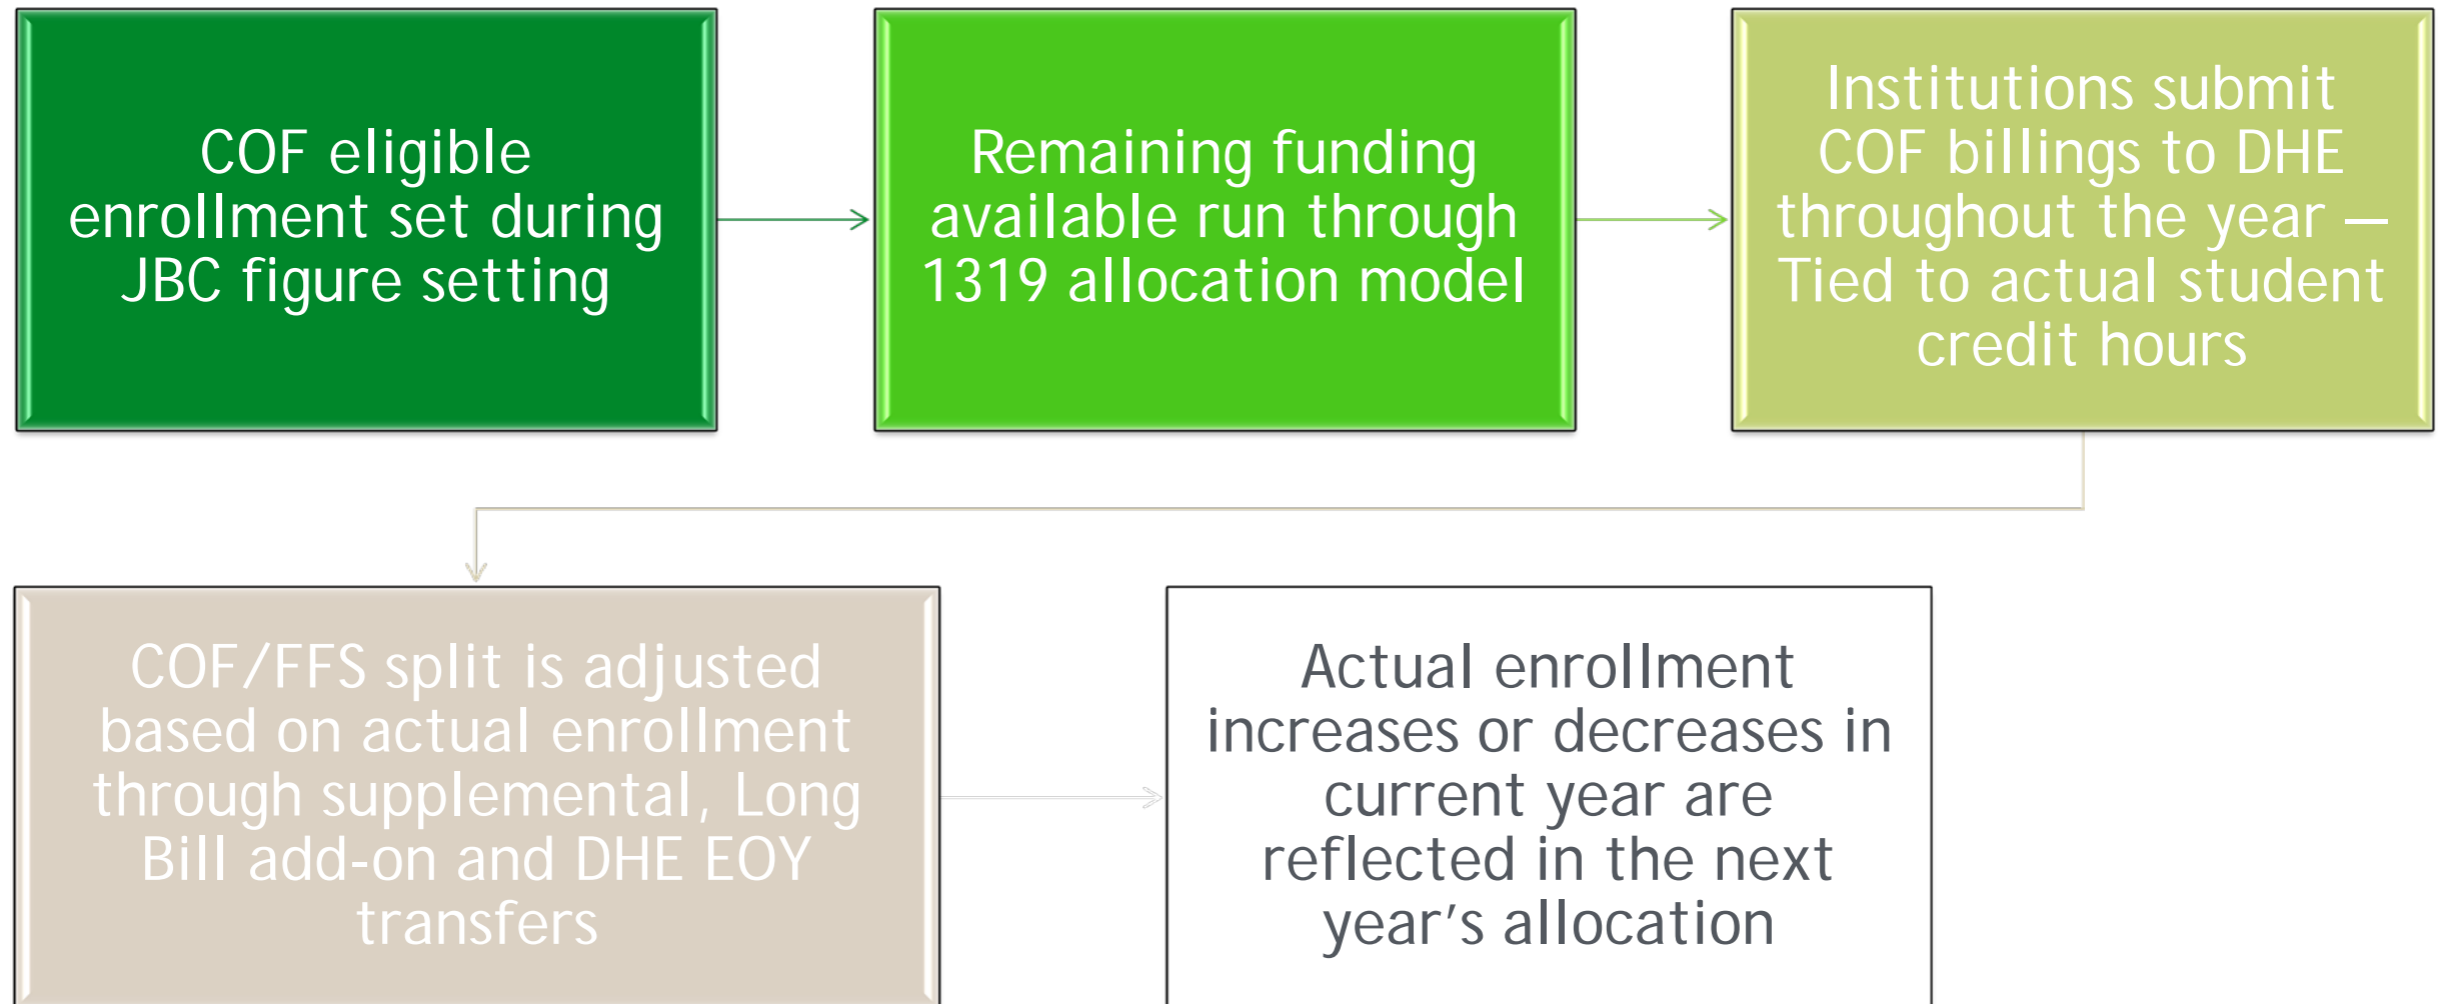 COF eligible
enrollment set during
JBC figure setting
Remaining funding
available run through
1319 allocation model
Institutions submit
COF billings to DHE
throughout the year —
Tied to actual student
credit hours
COF/FFS split is adjusted
based on actual enrollment
through supplemental, Long
Bill add-on and DHE EOY
transfers
Actual enrollment
increases or decreases in
current year are
reflected in the next
year’s allocation